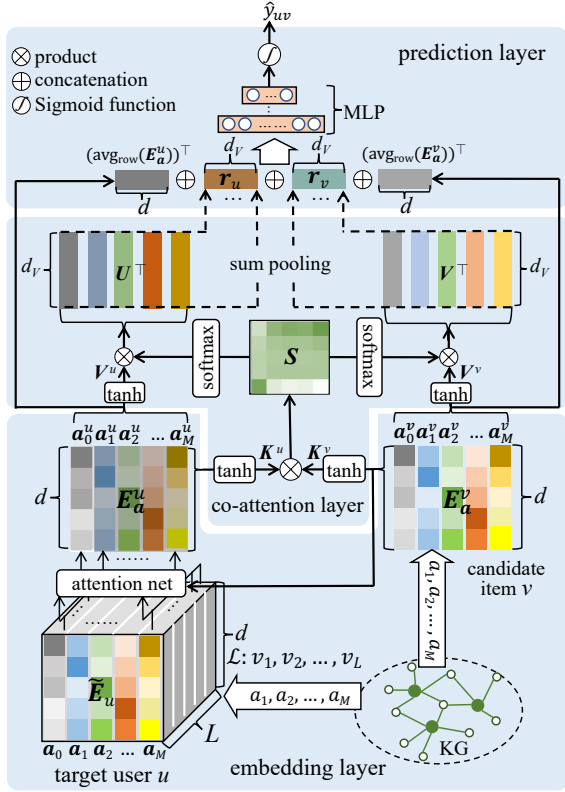 ŷ_uv
prediction layer
⊗ product
⊕ concatenation
Sigmoid function
MLP
(avg_row(E_a^u))^⊤ d_V d_V (avg_row(E_a^v))^⊤
r_u r_v
d ... ... d
d_V U^⊤ sum pooling V^⊤ d_V
softmax S softmax
V^u V^v
tanh tanh
a_0^u a_1^u a_2^u ... a_M^u a_0^v a_1^v a_2^v ... a_M^v
K^u K^v
tanh tanh
d E_a^u E_a^v d
co-attention layer
attention net
candidate
item v
a_1, a_2, ..., a_M
...... 
......
d
ℒ: v_1, v_2, ..., v_L
Ẽ_u
a_1, a_2, ..., a_M
L
KG
a_0 a_1 a_2 ... a_M
target user u
embedding layer